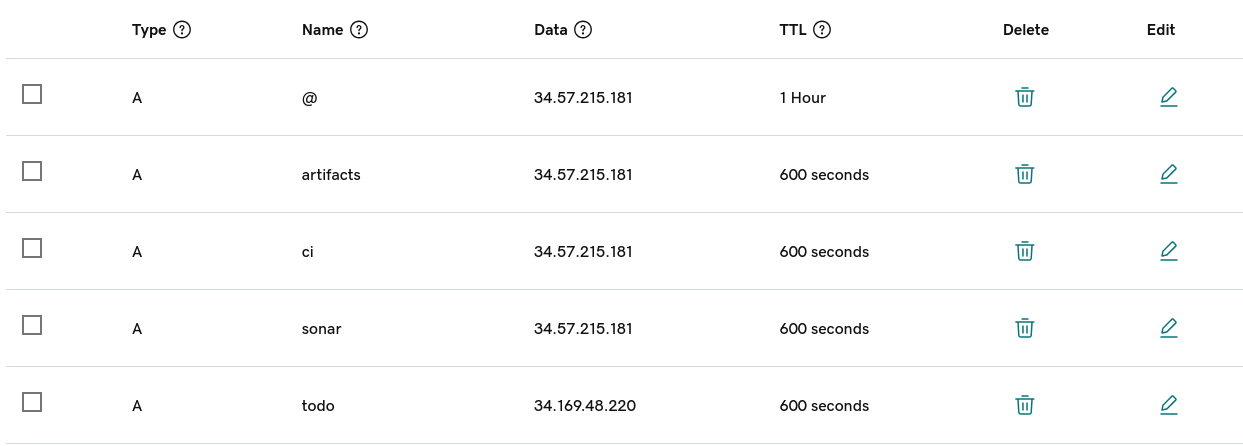 Type Name Data TTL Delete Edit
A @ 34.57.215.181 1 Hour
A artifacts 34.57.215.181 600 seconds
A ci 34.57.215.181 600 seconds
A sonar 34.57.215.181 600 seconds
A todo 34.169.48.220 600 seconds